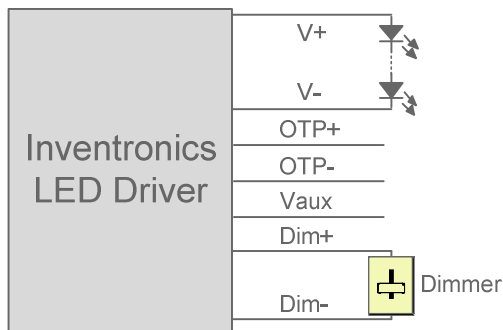 V+
V-
OTP+
OTP-
Vaux
Dim+
Dim-
Inventronics
LED Driver
Dimmer